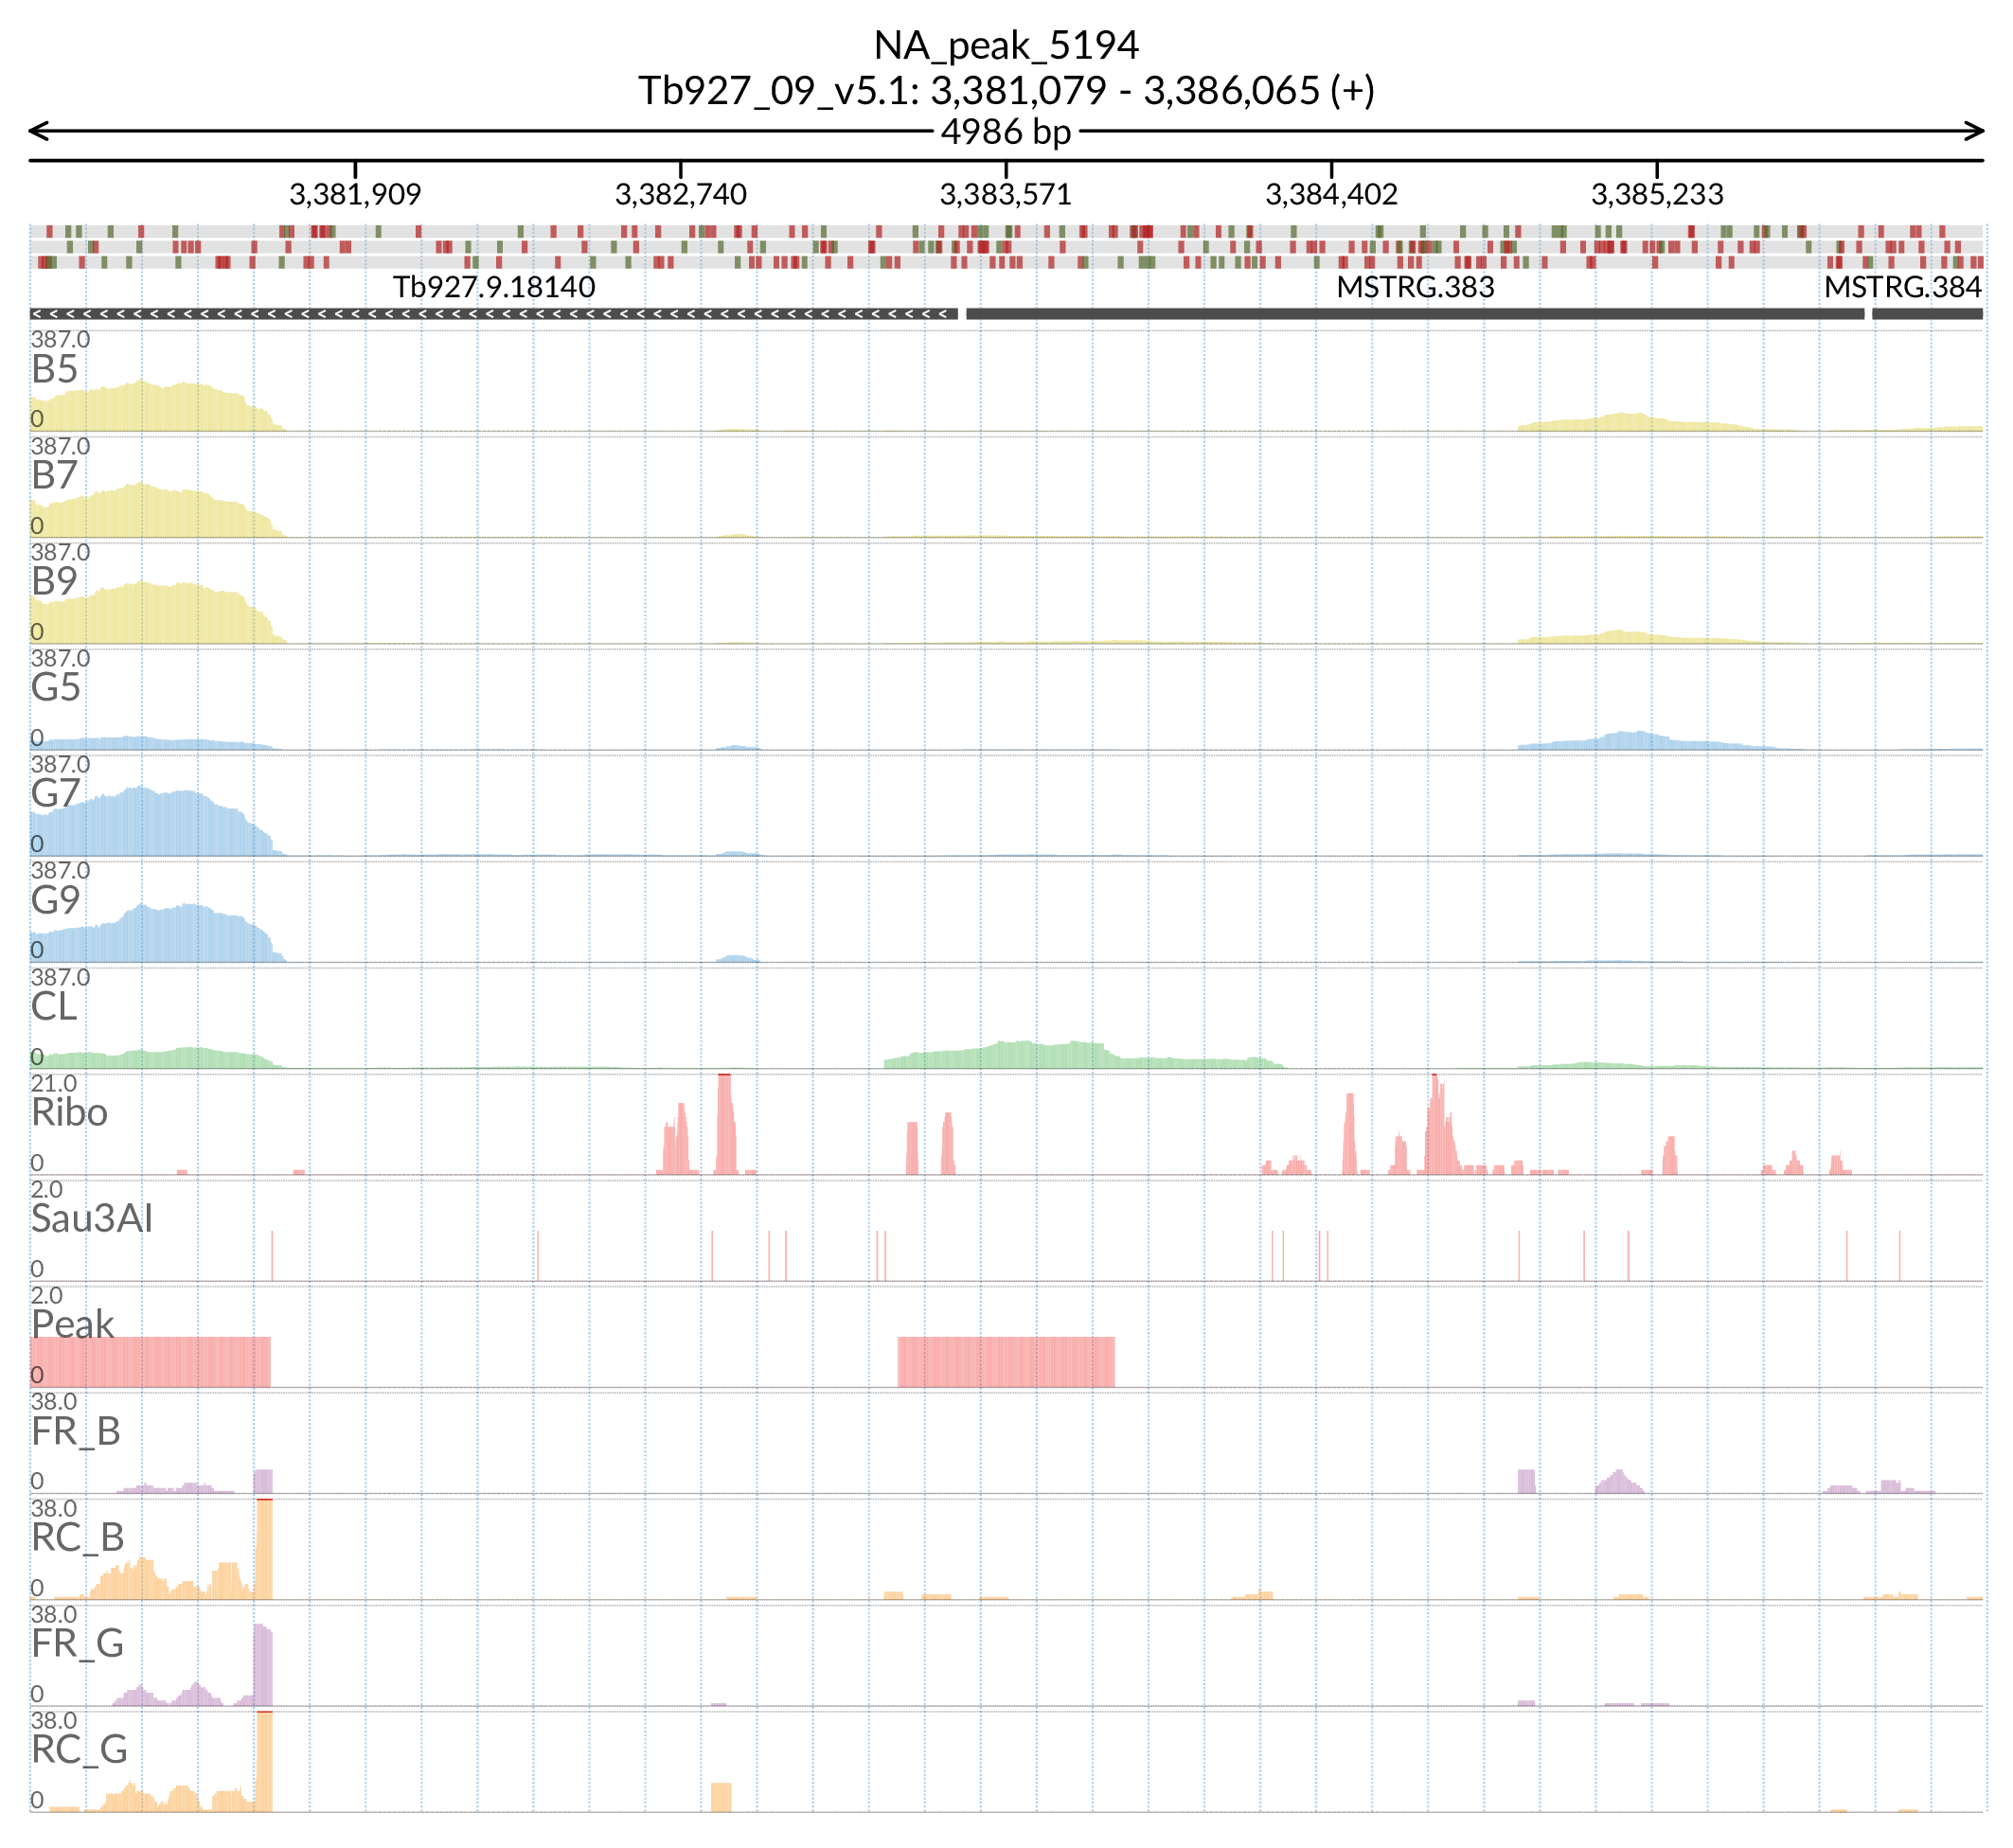 NA_peak_5194
Tb927_09_v5.1: 3,381,079 - 3,386,065 (+)
4986 bp
3,381,909 3,382,740 3,383,571 3,384,402 3,385,233
Tb927.9.18140 MSTRG.383 MSTRG.384
387.0
B5
0
387.0
B7
0
387.0
B9
0
387.0
G5
0
387.0
G7
0
387.0
G9
0
387.0
CL
0
21.0
Ribo
0
2.0
Sau3AI
0
2.0
Peak
0
38.0
FR_B
0
38.0
RC_B
0
38.0
FR_G
0
38.0
RC_G
0